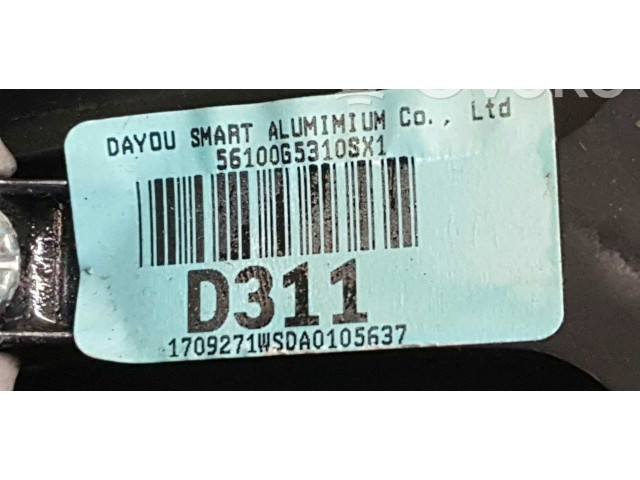 DAYOU SMART ALUMIMIUM Co., Ltd
56100G5310SX1
D311
1709271WSDA0105637